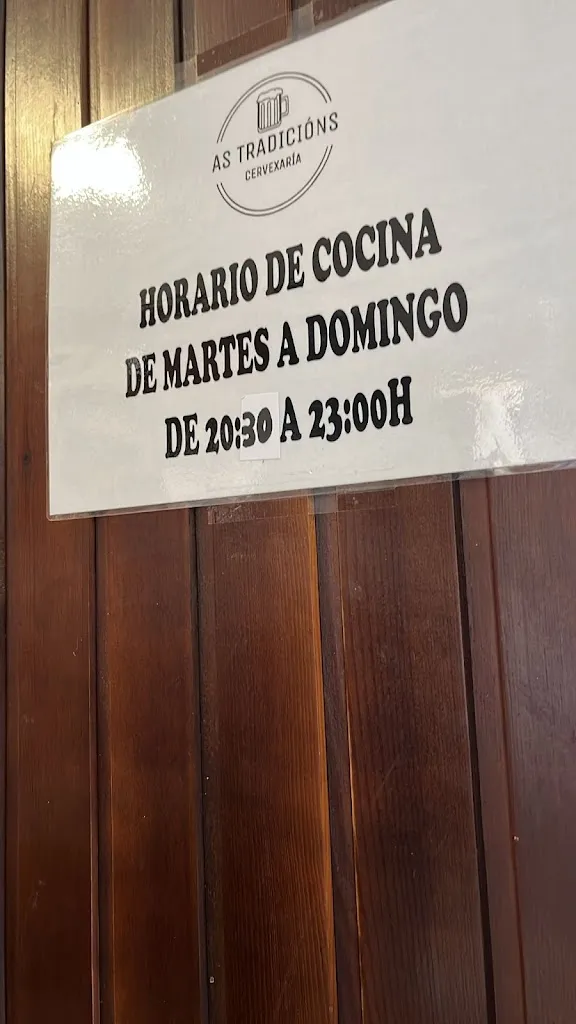 AS TRADICIÓNS
CERVEXARÍA
HORARIO DE COCINA
DE MARTES A DOMINGO
DE 20:30 A 23:00H